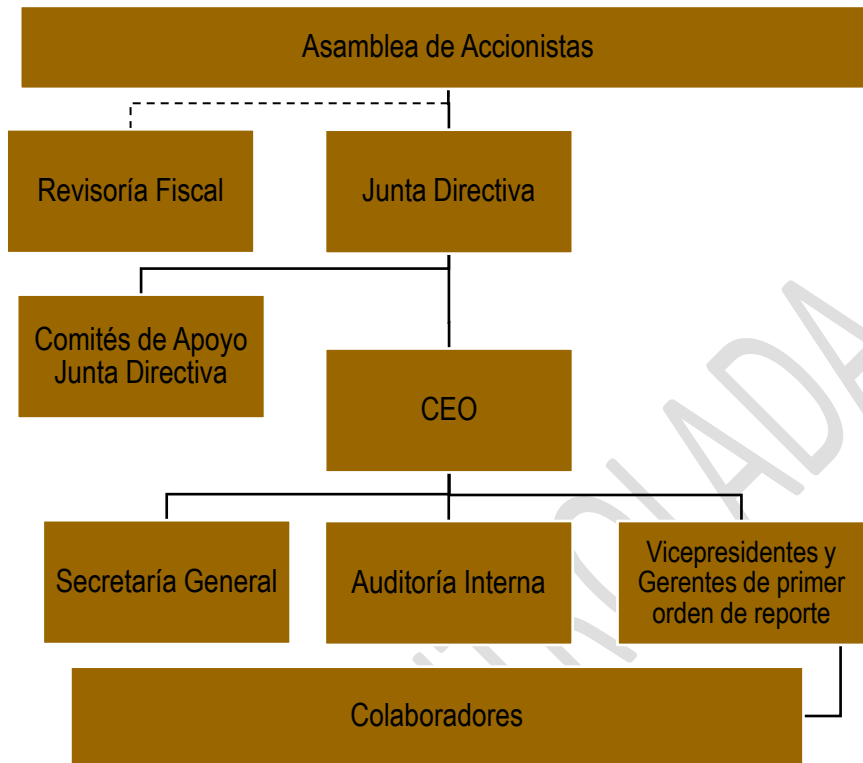 Asamblea de Accionistas
Revisoría Fiscal
Junta Directiva
Comités de Apoyo
Junta Directiva
CEO
Secretaría General
Auditoría Interna
Vicepresidentes y
Gerentes de primer
orden de reporte
Colaboradores